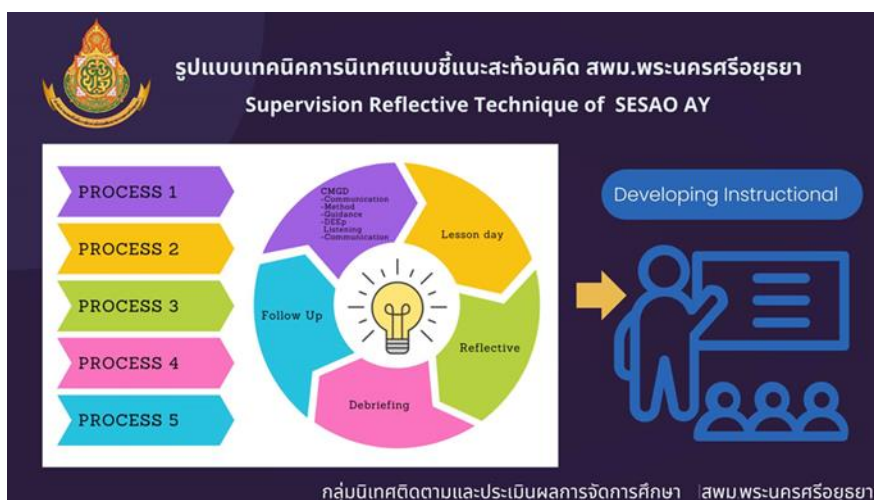 รูปแบบเทคนิคการนิเทศแบบชี้แนะสะท้อนคิด สพม.พระนครศรีอยุธยา
Supervision Reflective Technique of SESAO AY
PROCESS 1
PROCESS 2
PROCESS 3
PROCESS 4
PROCESS 5
CMGD
-Communication
-Method
-Guidance
-DEEp
Listening
-Communication
Lesson day
Reflective
Debriefing
Follow Up
Developing Instructional
กลุ่มนิเทศติดตามและประเมินผลการจัดการศึกษา สพม.พระนครศรีอยุธยา